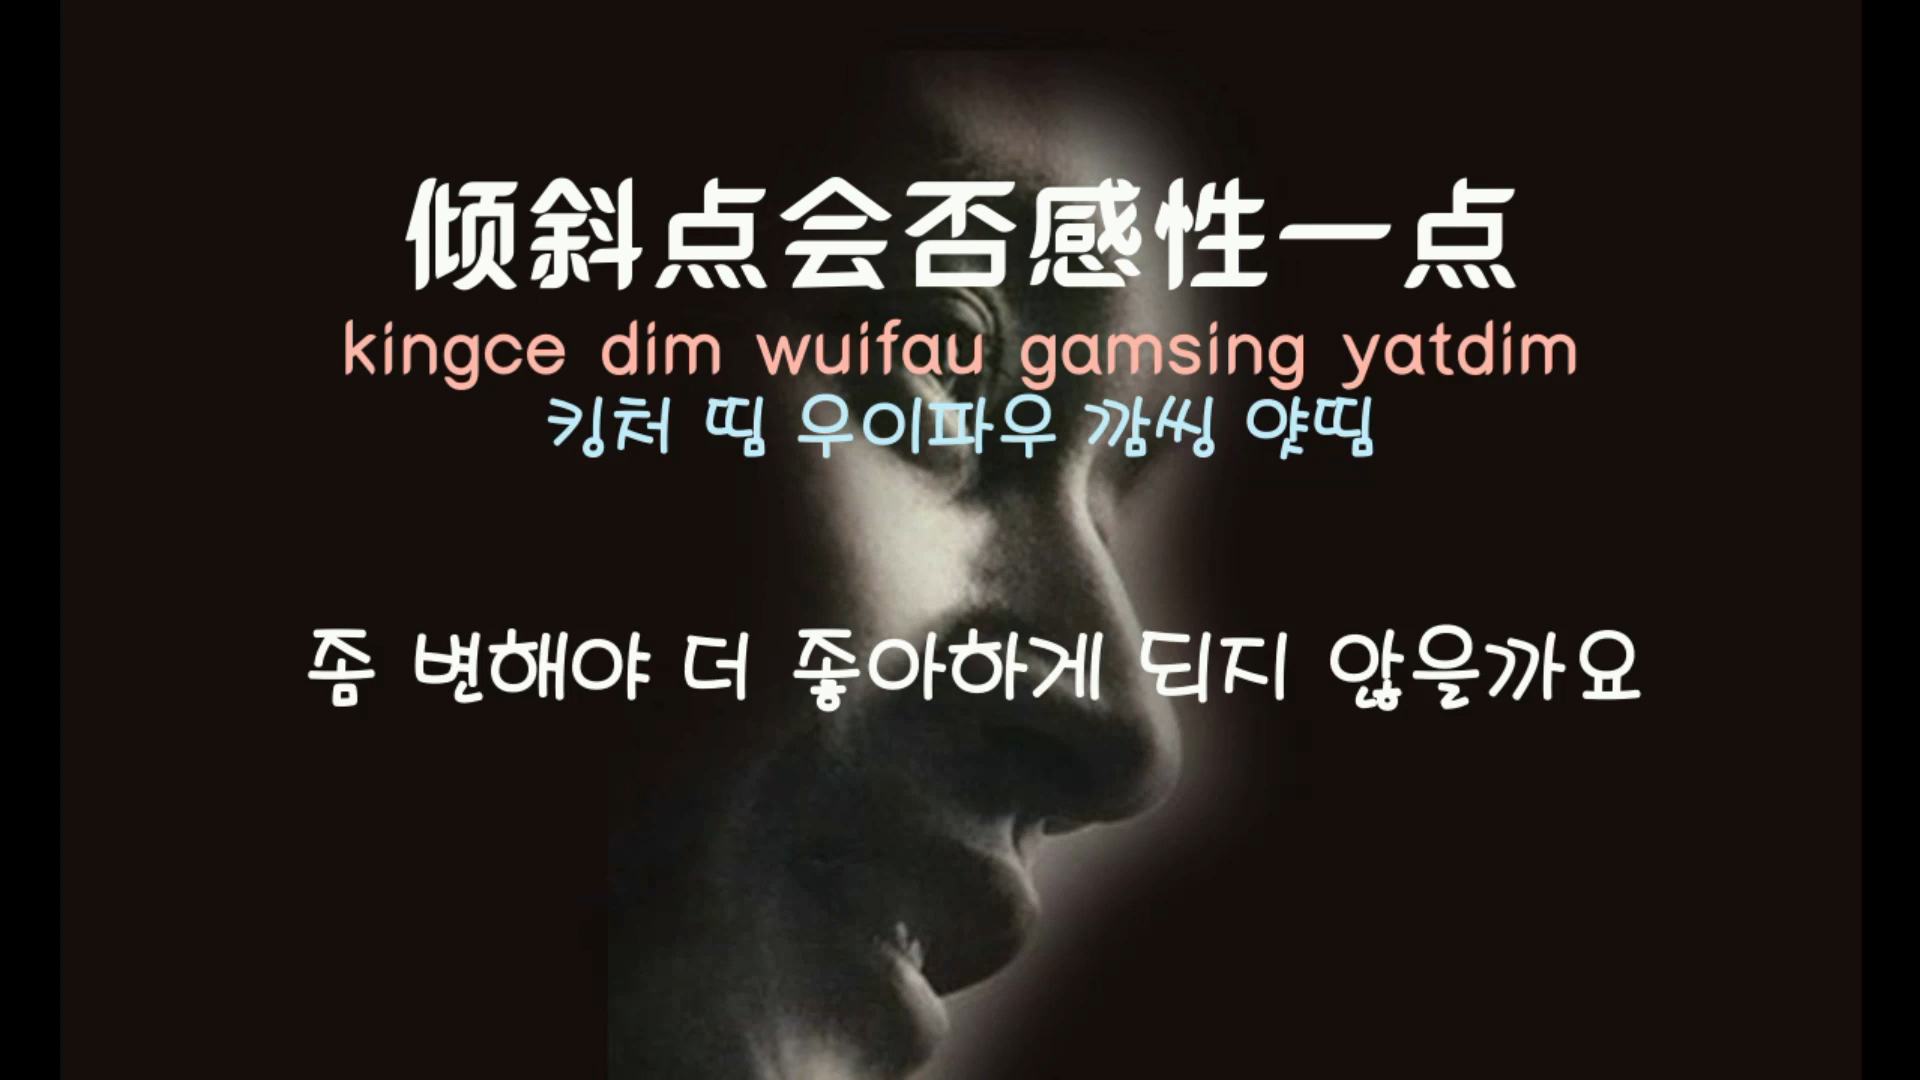 倾斜点会否感性一点
kingce dim wuifau gamsing yatdim
킹처 띰 우이파우 깜씽 얏띰
좀 변해야 더 좋아하게 되지 않을까요